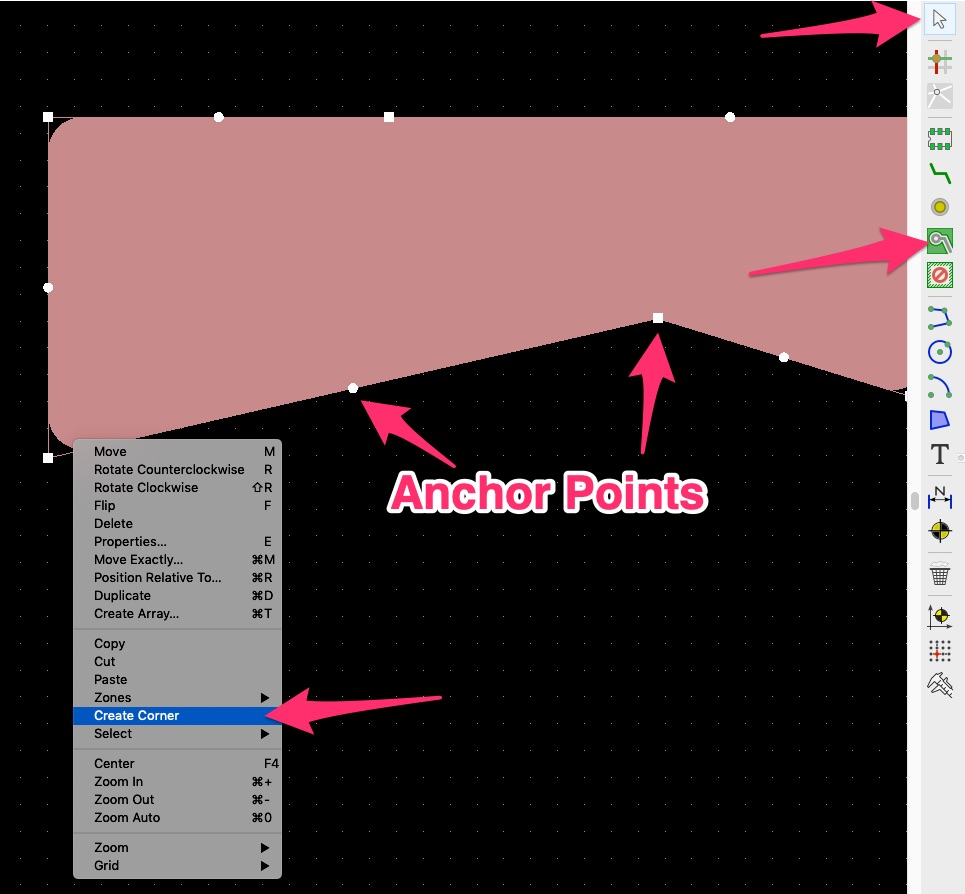 Anchor Points
Move M
Rotate Counterclockwise R
Rotate Clockwise ⇧R
Flip F
Delete
Properties... E
Move Exactly... ⌘M
Position Relative To... ⌘R
Duplicate ⌘D
Create Array... ⌘T
Copy
Cut
Paste
Zones ▶
Create Corner
Select ▶
Center F4
Zoom In ⌘+
Zoom Out ⌘-
Zoom Auto ⌘0
Zoom ▶
Grid ▶
T
N